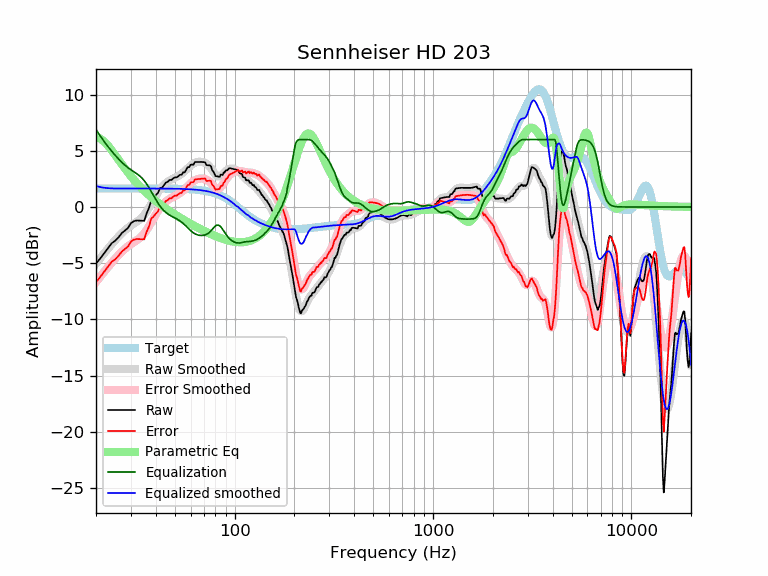 Sennheiser HD 203
10
5
0
−5
−10
−15
−20
−25
Amplitude (dBr)
Target
Raw Smoothed
Error Smoothed
Raw
Error
Parametric Eq
Equalization
Equalized smoothed
100
1000
10000
Frequency (Hz)